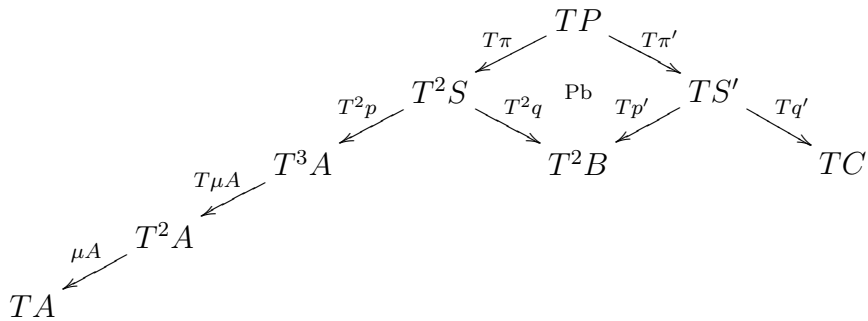 TP
Tπ Tπ′
T²S Pb TS′
T²p T²q Tp′ Tq′
T³A T²B TC
TμA
T²A
μA
TA